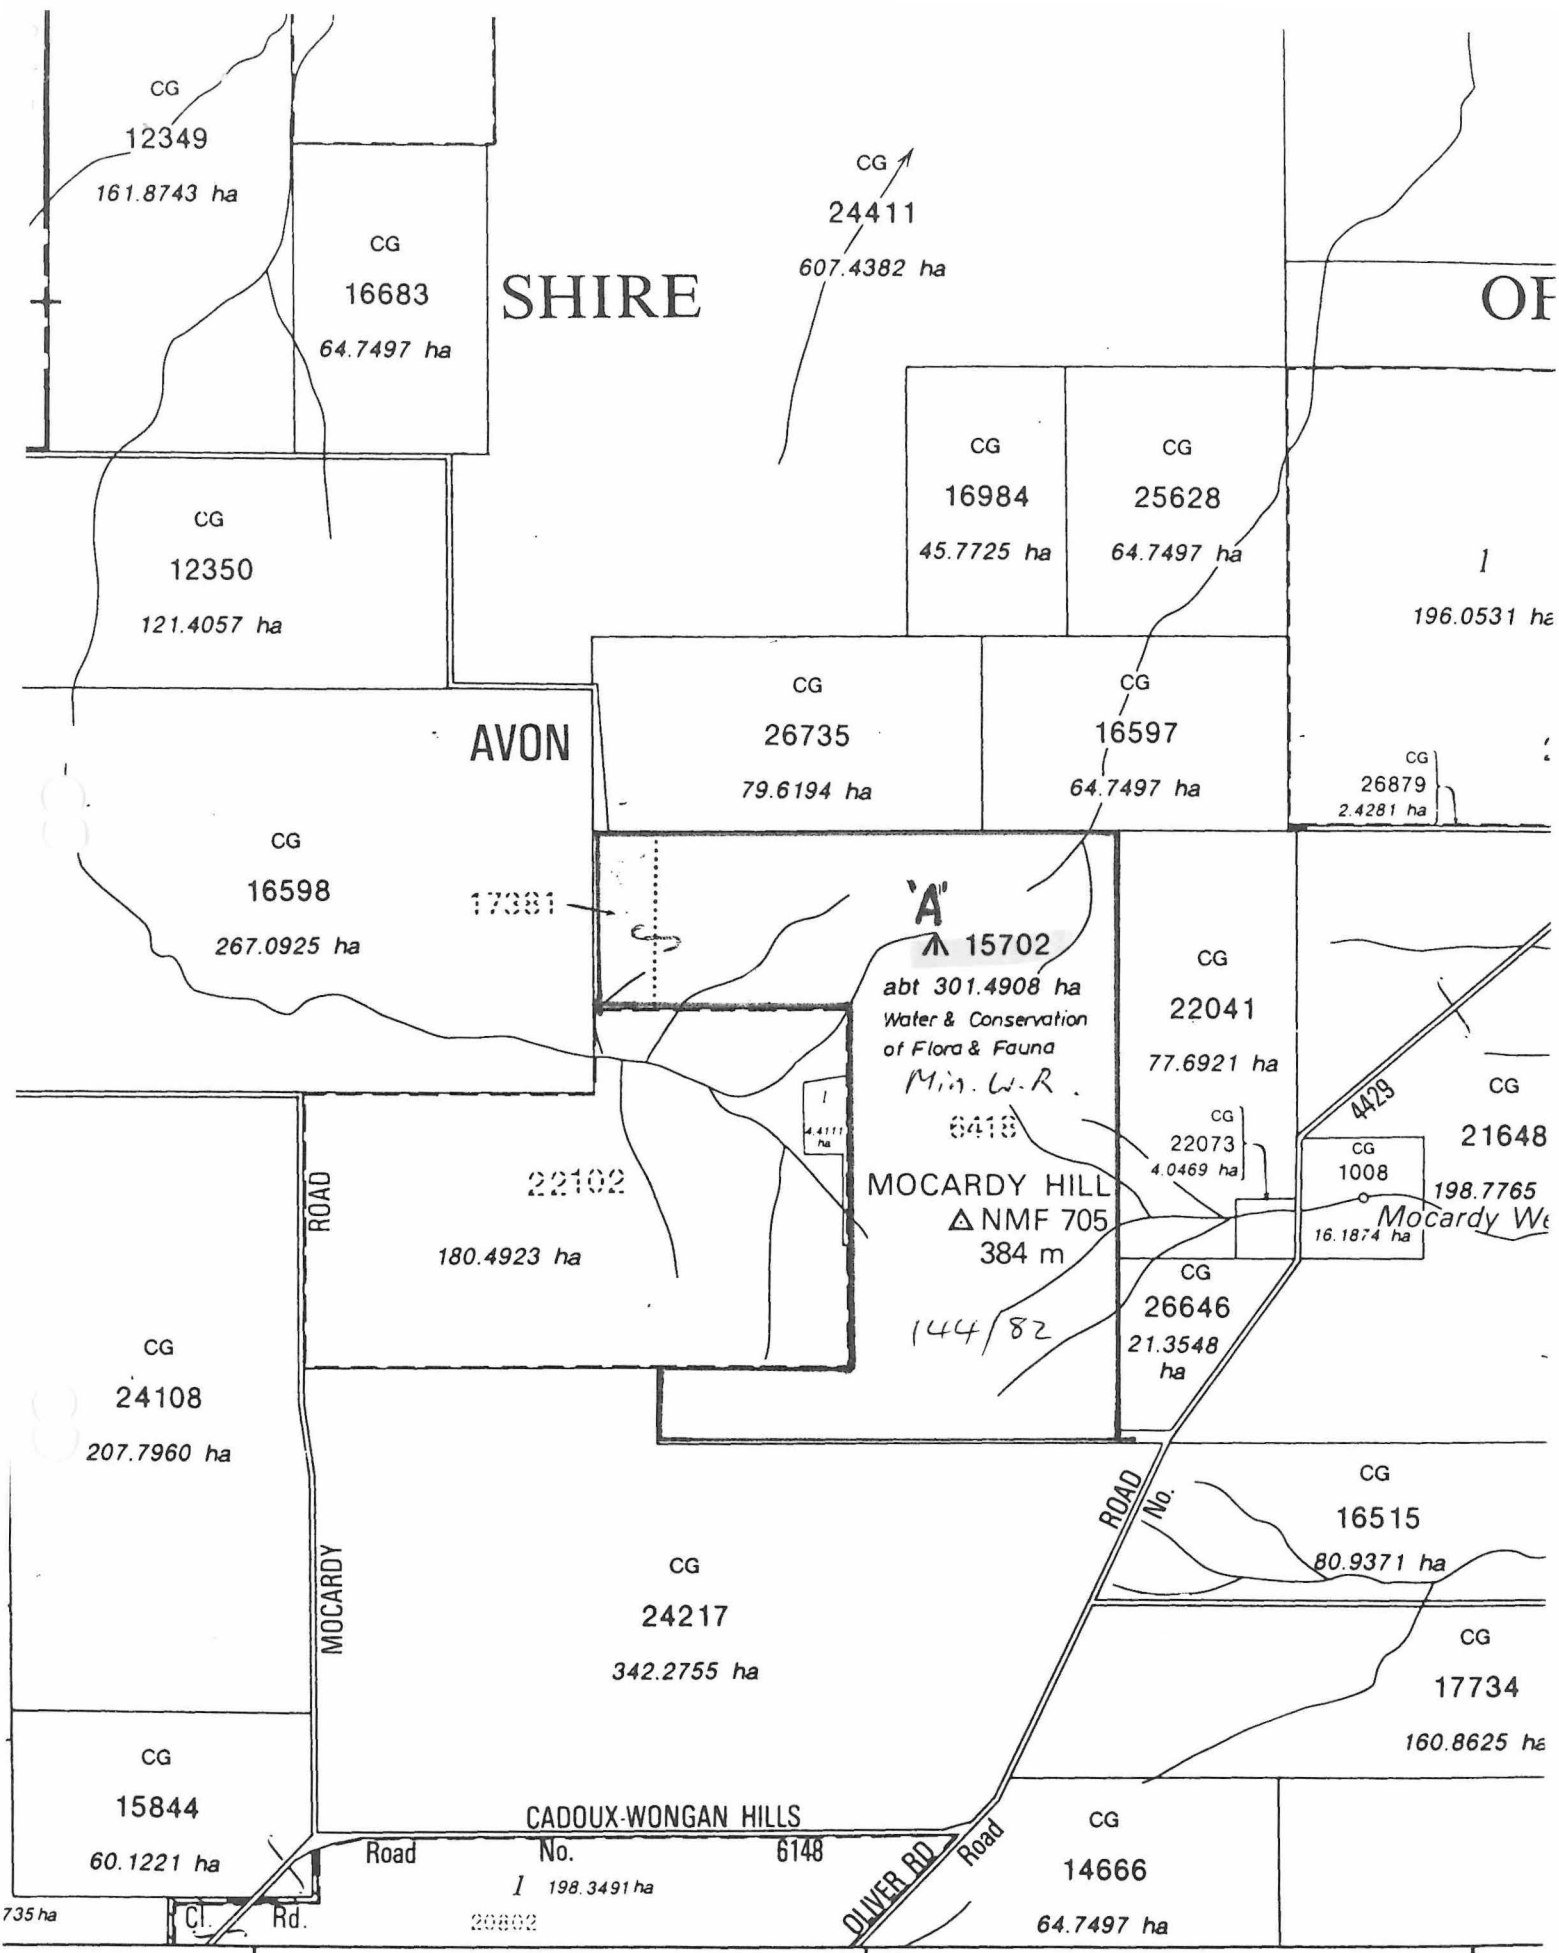 CG
12349
161.8743 ha
CG
16683
64.7497 ha
SHIRE
CG
24411
607.4382 ha
OF
CG
12350
121.4057 ha
CG
16984
45.7725 ha
CG
25628
64.7497 ha
1
196.0531 ha
AVON
CG
26735
79.6194 ha
CG
16597
64.7497 ha
CG
26879
2.4281 ha
CG
16598
267.0925 ha
17381
"A"
15702
abt 301.4908 ha
Water & Conservation
of Flora & Fauna
Min. W.R.
6418
MOCARDY HILL
NMF 705
384 m
144/82
CG
22041
77.6921 ha
CG
22073
4.0469 ha
4429
CG
1008
16.1874 ha
CG
21648
198.7765
Mocardy We
1
4.4111
ha
22102
180.4923 ha
ROAD
CG
26646
21.3548
ha
CG
24108
207.7960 ha
MOCARDY
CG
24217
342.2755 ha
ROAD
No.
CG
16515
80.9371 ha
CG
17734
160.8625 ha
CG
15844
60.1221 ha
CADOUX-WONGAN HILLS
Road No. 6148
1 198.3491 ha
20802
OLIVER RD
Road
CG
14666
64.7497 ha
735 ha
Cl. Rd.